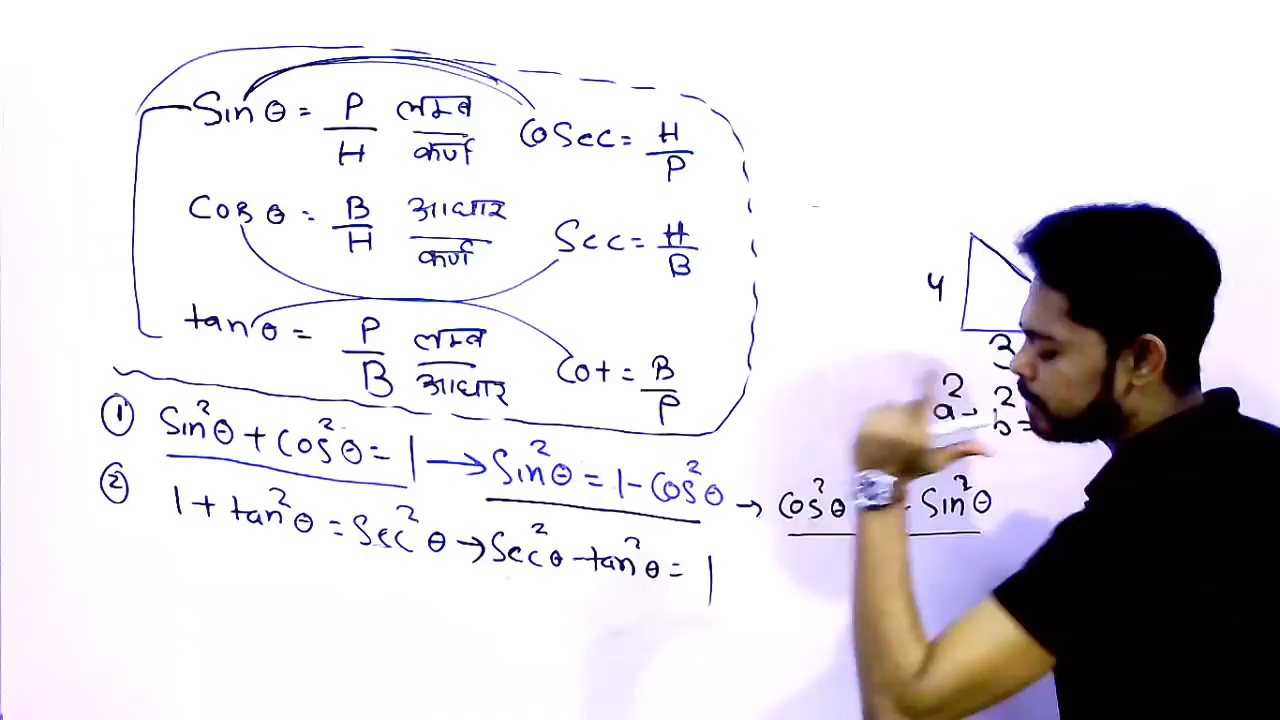 Sinθ = P/H लम्ब/कर्ण Cosec = H/P
Cosθ = B/H आधार/कर्ण Sec = H/B
tanθ = P/B लम्ब/आधार Cot = B/P
① Sin²θ + Cos²θ = 1 → Sin²θ = 1 - Cos²θ → Cos²θ - Sin²θ
② 1 + tan²θ = Sec²θ → Sec²θ - tan²θ = 1
4
3
a² - b² =